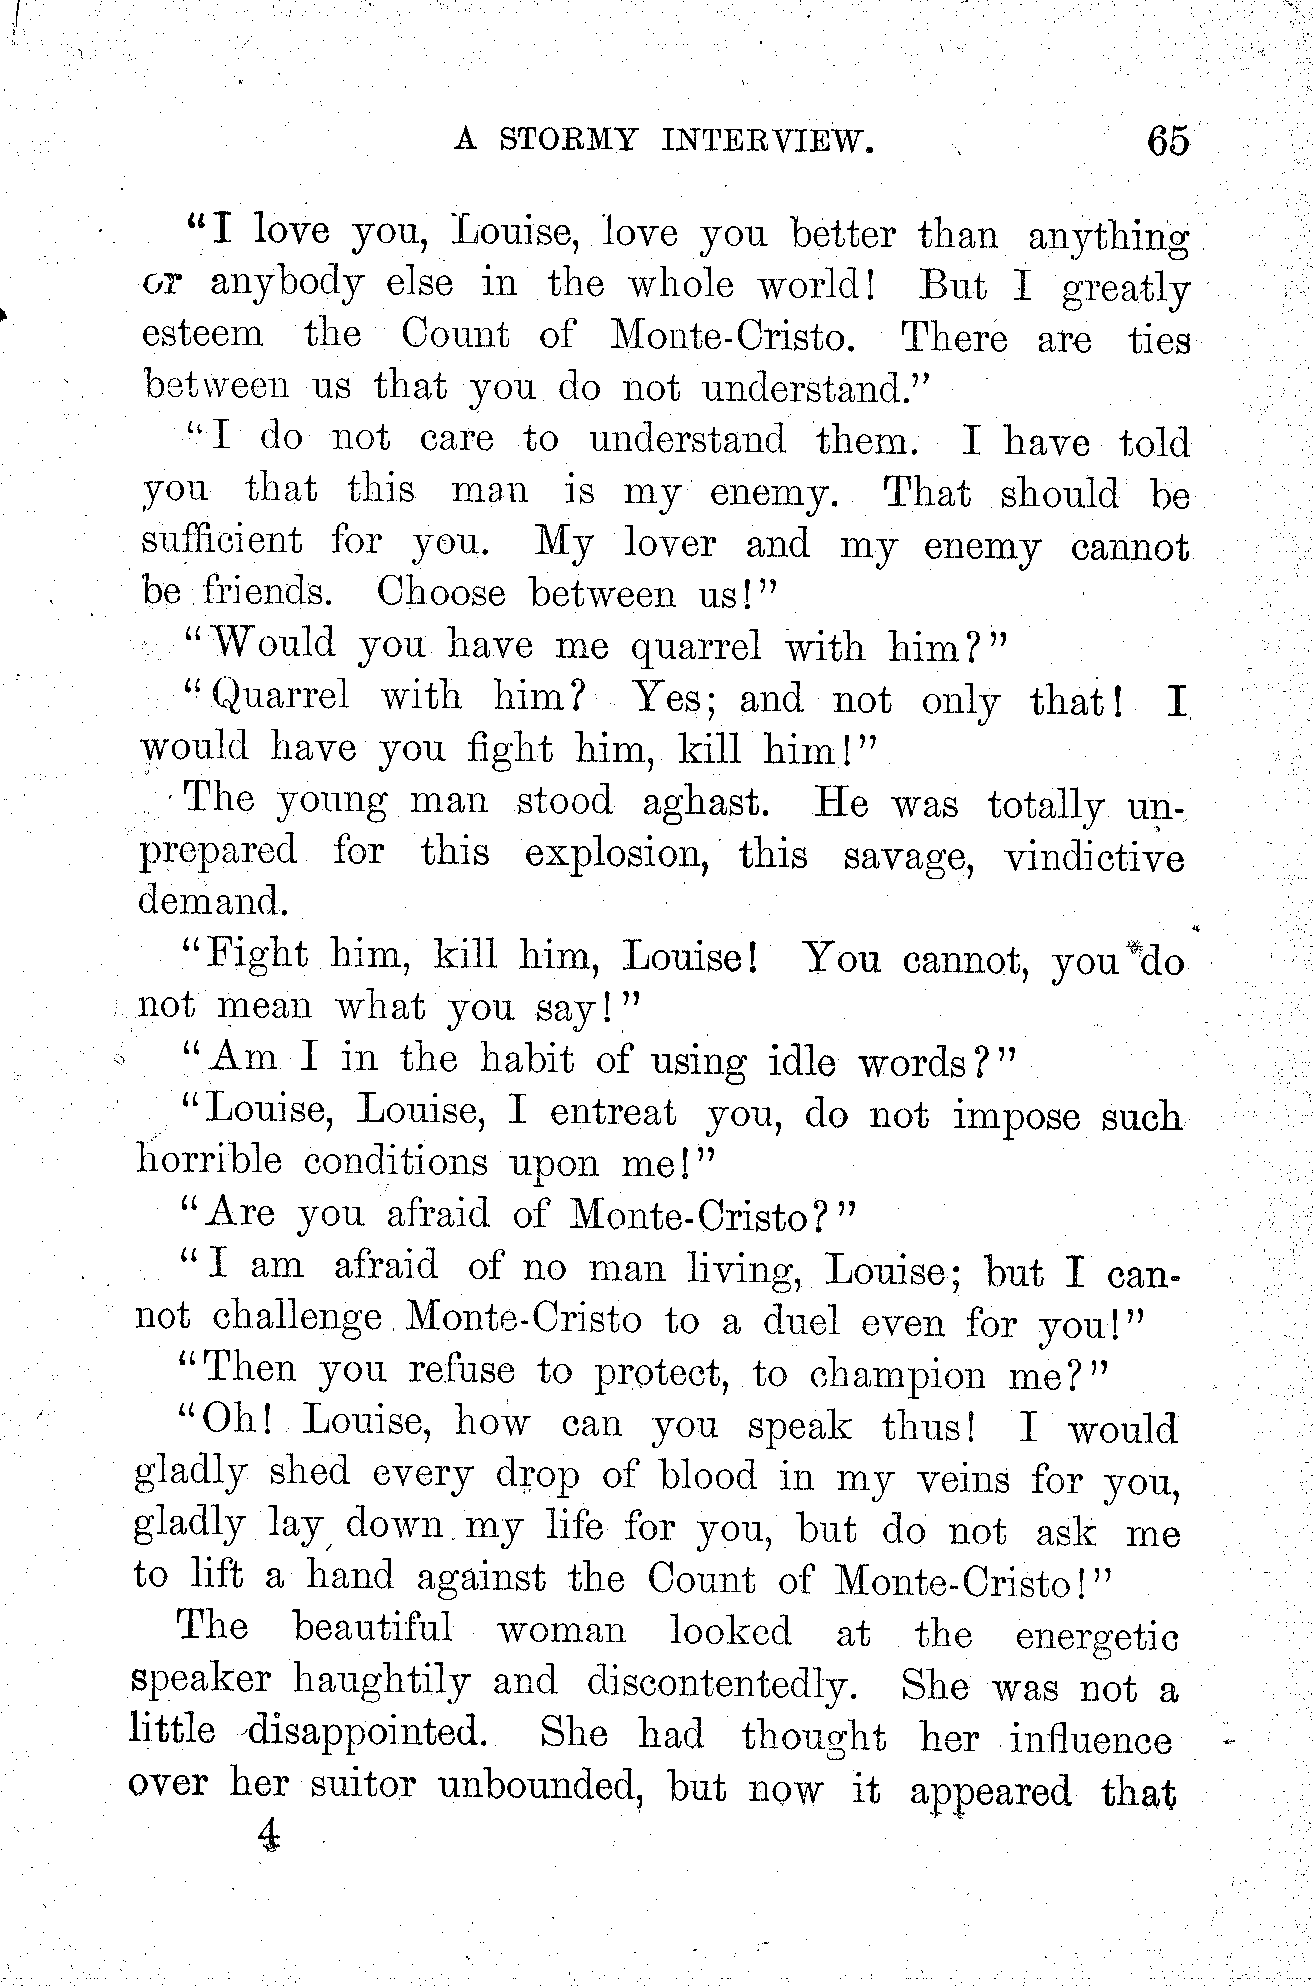 A STORMY INTERVIEW. 65
"I love you, Louise, love you better than anything
or anybody else in the whole world! But I greatly
esteem the Count of Monte-Cristo. There are ties
between us that you do not understand."
"I do not care to understand them. I have told
you that this man is my enemy. That should be
sufficient for you. My lover and my enemy cannot
be friends. Choose between us!"
"Would you have me quarrel with him?"
"Quarrel with him? Yes; and not only that! I
would have you fight him, kill him!"
The young man stood aghast. He was totally un-
prepared for this explosion, this savage, vindictive
demand.
"Fight him, kill him, Louise! You cannot, you do
not mean what you say!"
"Am I in the habit of using idle words?"
"Louise, Louise, I entreat you, do not impose such
horrible conditions upon me!"
"Are you afraid of Monte-Cristo?"
"I am afraid of no man living, Louise; but I can-
not challenge Monte-Cristo to a duel even for you!"
"Then you refuse to protect, to champion me?"
"Oh! Louise, how can you speak thus! I would
gladly shed every drop of blood in my veins for you,
gladly lay down my life for you, but do not ask me
to lift a hand against the Count of Monte-Cristo!"
The beautiful woman looked at the energetic
speaker haughtily and discontentedly. She was not a
little disappointed. She had thought her influence
over her suitor unbounded, but now it appeared that
4